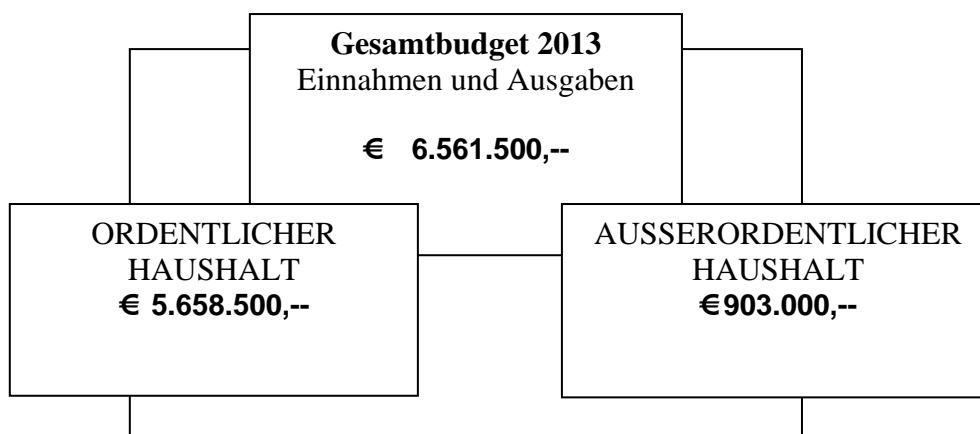 Gesamtbudget 2013
Einnahmen und Ausgaben
€ 6.561.500,--
ORDENTLICHER
HAUSHALT
€ 5.658.500,--
AUSSERORDENTLICHER
HAUSHALT
€903.000,--